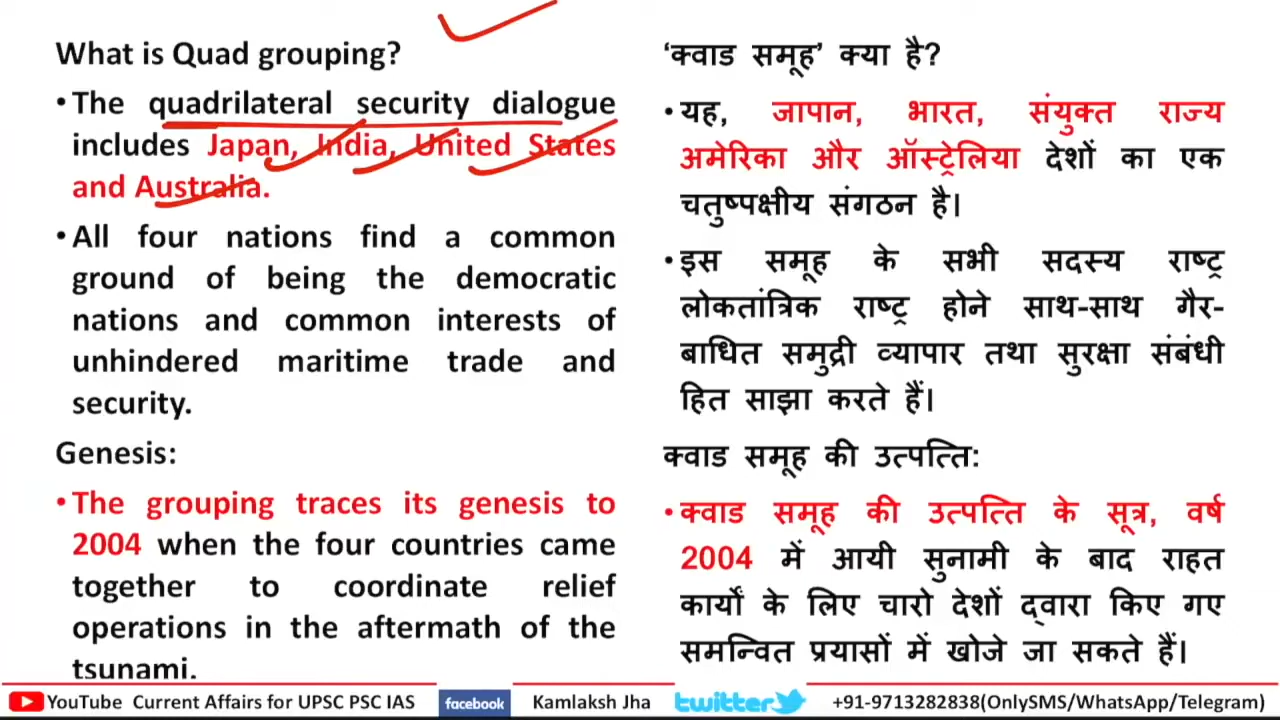 What is Quad grouping?
• The quadrilateral security dialogue
includes Japan, India, United States
and Australia.
• All four nations find a common
ground of being the democratic
nations and common interests of
unhindered maritime trade and
security.
Genesis:
• The grouping traces its genesis to
2004 when the four countries came
together to coordinate relief
operations in the aftermath of the
tsunami.
‘क्वाड समूह’ क्या है?
• यह, जापान, भारत, संयुक्त राज्य
अमेरिका और ऑस्ट्रेलिया देशों का एक
चतुष्पक्षीय संगठन है।
• इस समूह के सभी सदस्य राष्ट्र
लोकतांत्रिक राष्ट्र होने साथ-साथ गैर-
बाधित समुद्री व्यापार तथा सुरक्षा संबंधी
हित साझा करते हैं।
क्वाड समूह की उत्पत्ति:
• क्वाड समूह की उत्पत्ति के सूत्र, वर्ष
2004 में आयी सुनामी के बाद राहत
कार्यों के लिए चारो देशों द्वारा किए गए
समन्वित प्रयासों में खोजे जा सकते हैं।
YouTube Current Affairs for UPSC PSC IAS facebook Kamlaksh Jha twitter +91-9713282838(OnlySMS/WhatsApp/Telegram)